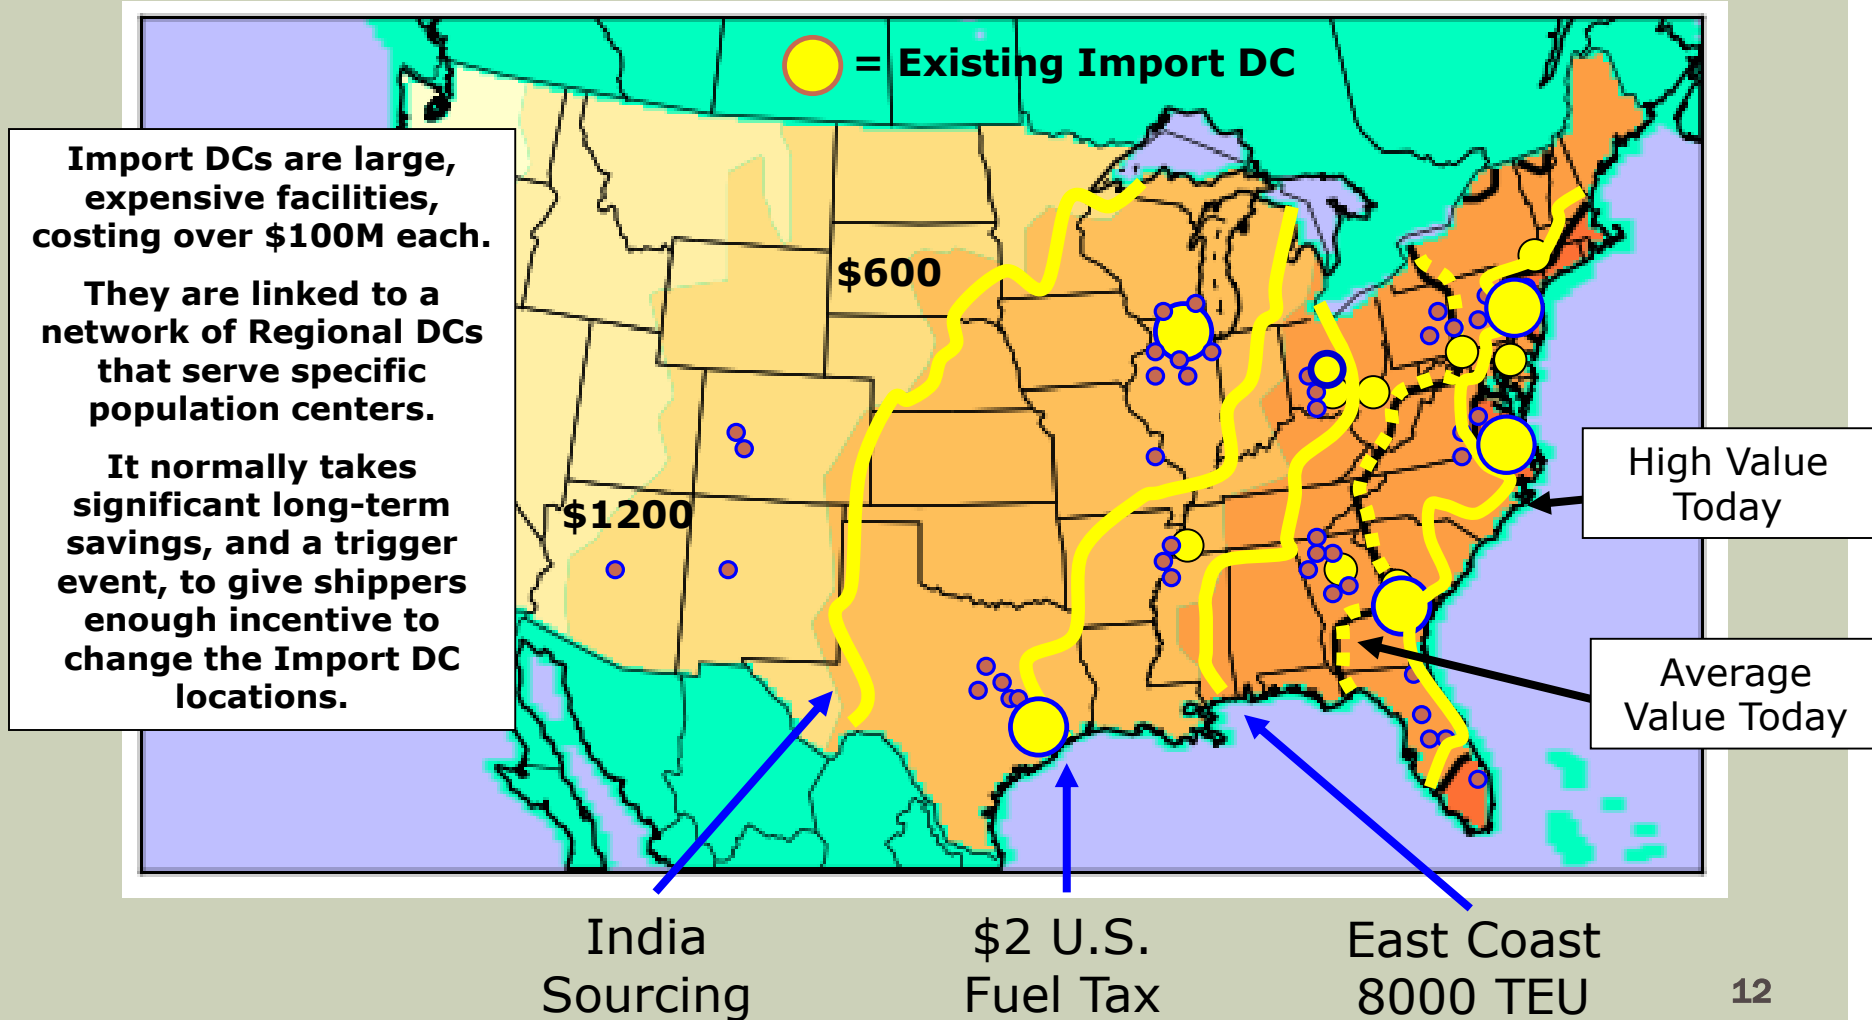 = Existing Import DC
Import DCs are large,
expensive facilities,
costing over $100M each.
They are linked to a
network of Regional DCs
that serve specific
population centers.
It normally takes
significant long-term
savings, and a trigger
event, to give shippers
enough incentive to
change the Import DC
locations.
$600
$1200
High Value
Today
Average
Value Today
India
Sourcing
$2 U.S.
Fuel Tax
East Coast
8000 TEU
12